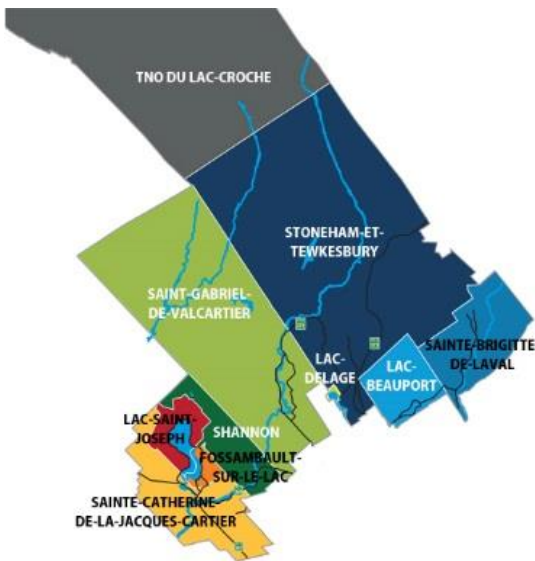 TNO DU LAC-CROCHE
STONEHAM-ET-
TEWKESBURY
SAINT-GABRIEL-
DE-VALCARTIER
SAINTE-BRIGITTE
DE-LAVAL
LAC-
DELAGE
LAC-
BEAUPORT
LAC-SAINT-
JOSEPH
SHANNON
FOSSAMBAULT-
SUR-LE-LAC
SAINTE-CATHERINE-
DE-LA-JACQUES-CARTIER